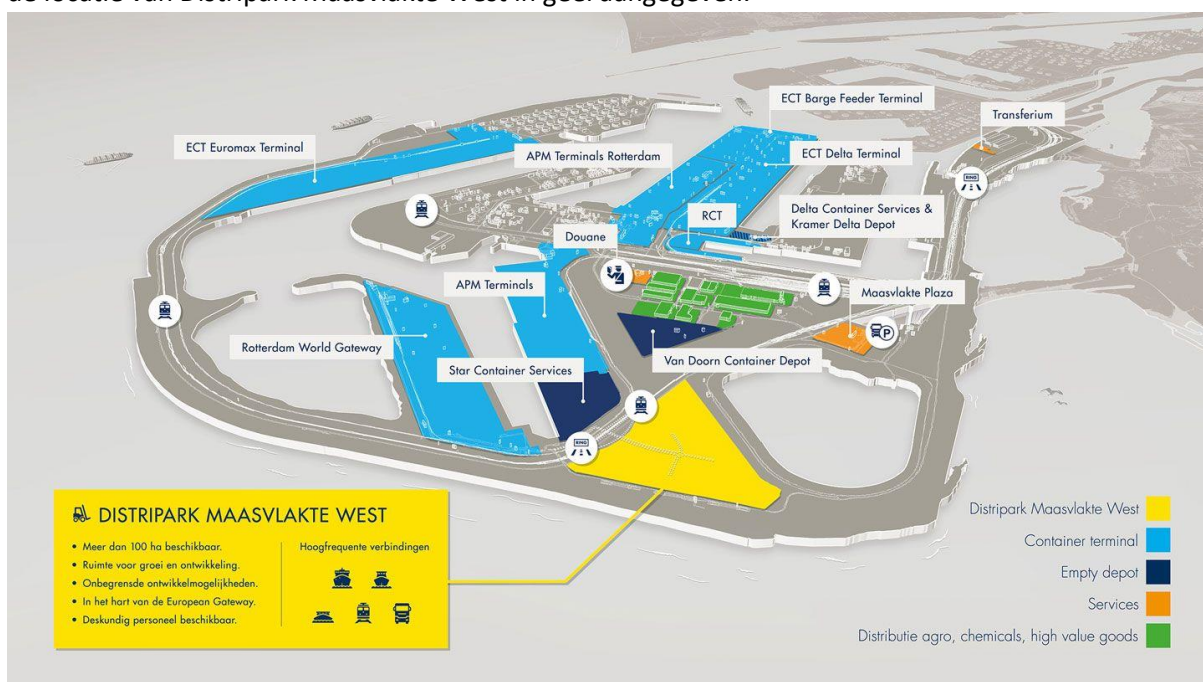 de locatie van Distripark Maasvlakte West in geel aangegeven.
ECT Barge Feeder Terminal
Transferium
ECT Euromax Terminal
APM Terminals Rotterdam
ECT Delta Terminal
RNG
RCT
Delta Container Services &
Kramer Delta Depot
Douane
APM Terminals
Maasvlakte Plaza
P
Rotterdam World Gateway
Van Doorn Container Depot
Star Container Services
RNG
DISTRIPARK MAASVLAKTE WEST
• Meer dan 100 ha beschikbaar.
• Ruimte voor groei en ontwikkeling.
• Onbegrensde ontwikkelmogelijkheden.
• In het hart van de European Gateway.
• Deskundig personeel beschikbaar.
Hoogfrequente verbindingen
Distripark Maasvlakte West
Container terminal
Empty depot
Services
Distributie agro, chemicals, high value goods